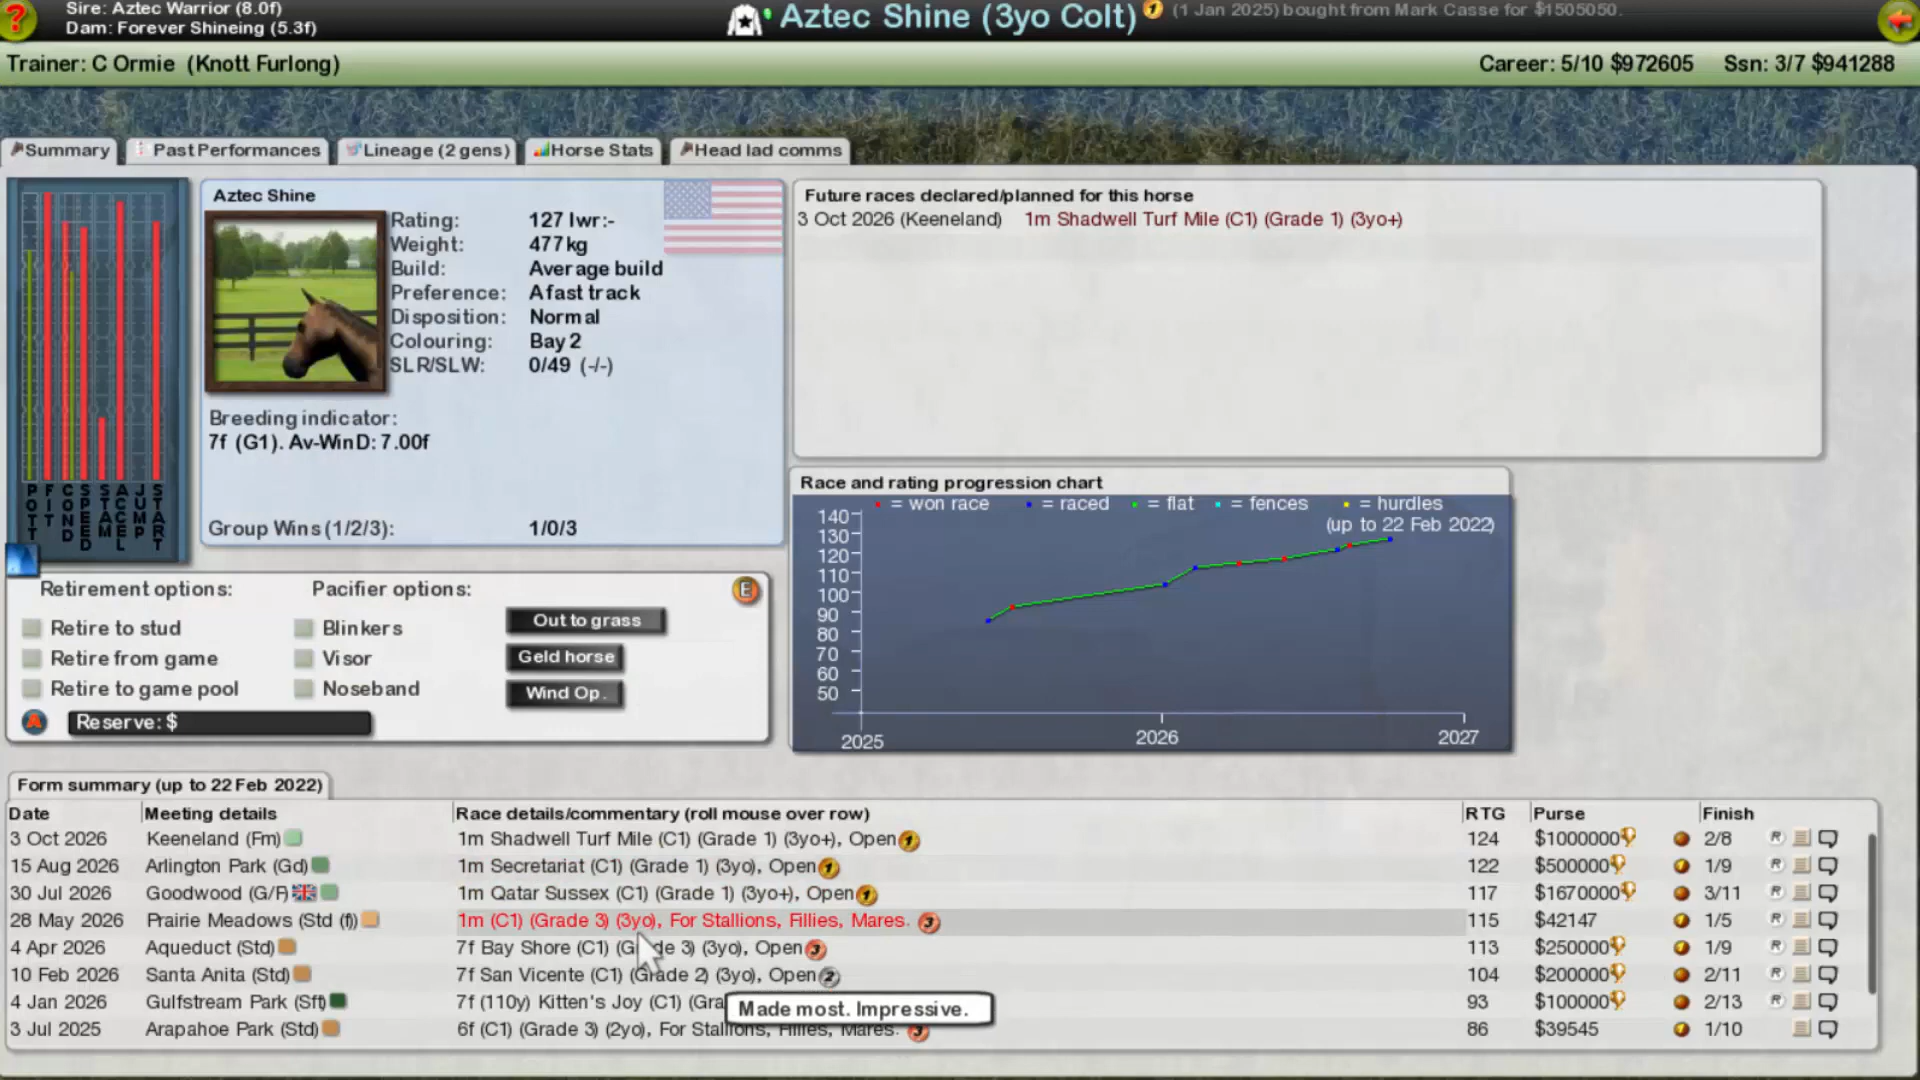 Sire: Aztec Warrior (8.0f)
Dam: Forever Shineing (5.3f)
Aztec Shine (3yo Colt)
(1 Jan 2025) bought from Mark Casse for $1505050.
Trainer: C Ormie (Knott Furlong)
Career: 5/10 $972605 Ssn: 3/7 $941288
Summary
Past Performances
Lineage (2 gens)
Horse Stats
Head lad comms
POTT
FIT
COND
SPEED
STAM
ACCEL
JUMP
START
Aztec Shine
Rating: 127 lwr:-
Weight: 477kg
Build: Average build
Preference: A fast track
Disposition: Normal
Colouring: Bay 2
SLR/SLW: 0/49 (-/-)
Breeding indicator:
7f (G1). Av-WinD: 7.00f
Group Wins (1/2/3): 1/0/3
Future races declared/planned for this horse
3 Oct 2026 (Keeneland) 1m Shadwell Turf Mile (C1) (Grade 1) (3yo+)
Race and rating progression chart
= won race = raced = flat = fences = hurdles
(up to 22 Feb 2022)
140
130
120
110
100
90
80
70
60
50
2025 2026 2027
Retirement options: Pacifier options: E
Retire to stud Blinkers Out to grass
Retire from game Visor Geld horse
Retire to game pool Noseband Wind Op.
A Reserve: $
Form summary (up to 22 Feb 2022)
Date Meeting details Race details/commentary (roll mouse over row) RTG Purse Finish
3 Oct 2026 Keeneland (Fm) 1m Shadwell Turf Mile (C1) (Grade 1) (3yo+), Open 1 124 $1000000 2/8 R
15 Aug 2026 Arlington Park (Gd) 1m Secretariat (C1) (Grade 1) (3yo), Open 1 122 $500000 1/9 R
30 Jul 2026 Goodwood (G/F) 1m Qatar Sussex (C1) (Grade 1) (3yo+), Open 1 117 $1670000 3/11 R
28 May 2026 Prairie Meadows (Std (f)) 1m (C1) (Grade 3) (3yo), For Stallions, Fillies, Mares. 3 115 $42147 1/5 R
4 Apr 2026 Aqueduct (Std) 7f Bay Shore (C1) (Grade 3) (3yo), Open 3 113 $250000 1/9 R
10 Feb 2026 Santa Anita (Std) 7f San Vicente (C1) (Grade 2) (3yo), Open 2 104 $200000 2/11 R
4 Jan 2026 Gulfstream Park (Sft) 7f (110y) Kitten's Joy (C1) (Gra 93 $100000 2/13 R
Made most. Impressive.
3 Jul 2025 Arapahoe Park (Std) 6f (C1) (Grade 3) (2yo), For Stallions, Fillies, Mares. 3 86 $39545 1/10